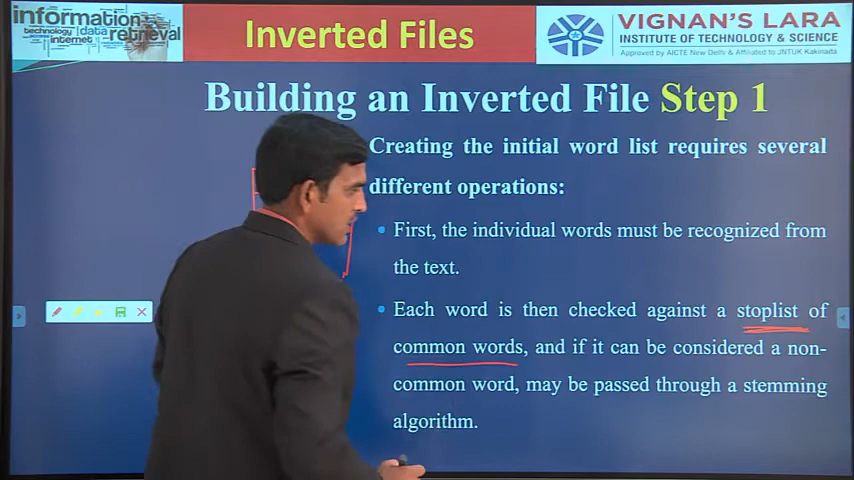 information
technology data
internet retrieval
Inverted Files
VIGNAN'S LARA
INSTITUTE OF TECHNOLOGY & SCIENCE
Approved by AICTE New Delhi & Affiliated to JNTUK Kakinada
Building an Inverted File Step 1
Creating the initial word list requires several
different operations:
• First, the individual words must be recognized from
the text.
• Each word is then checked against a stoplist of
common words, and if it can be considered a non-
common word, may be passed through a stemming
algorithm.